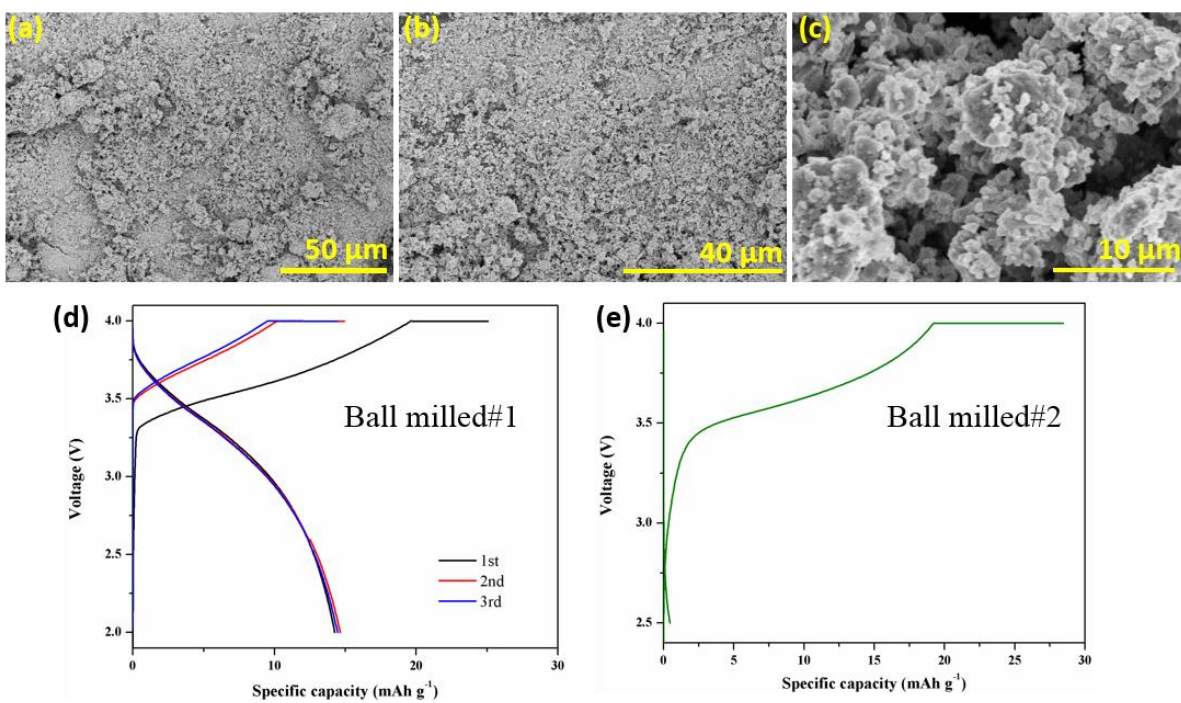 (a)
50 µm
(b)
40 µm
(c)
10 µm
(d)
4.0
3.5
3.0
2.5
2.0
Voltage (V)
Ball milled#1
1st
2nd
3rd
0
10
20
30
Specific capacity (mAh g⁻¹)
(e)
4.0
3.5
3.0
2.5
Voltage (V)
Ball milled#2
0
5
10
15
20
25
30
Specific capacity (mAh g⁻¹)